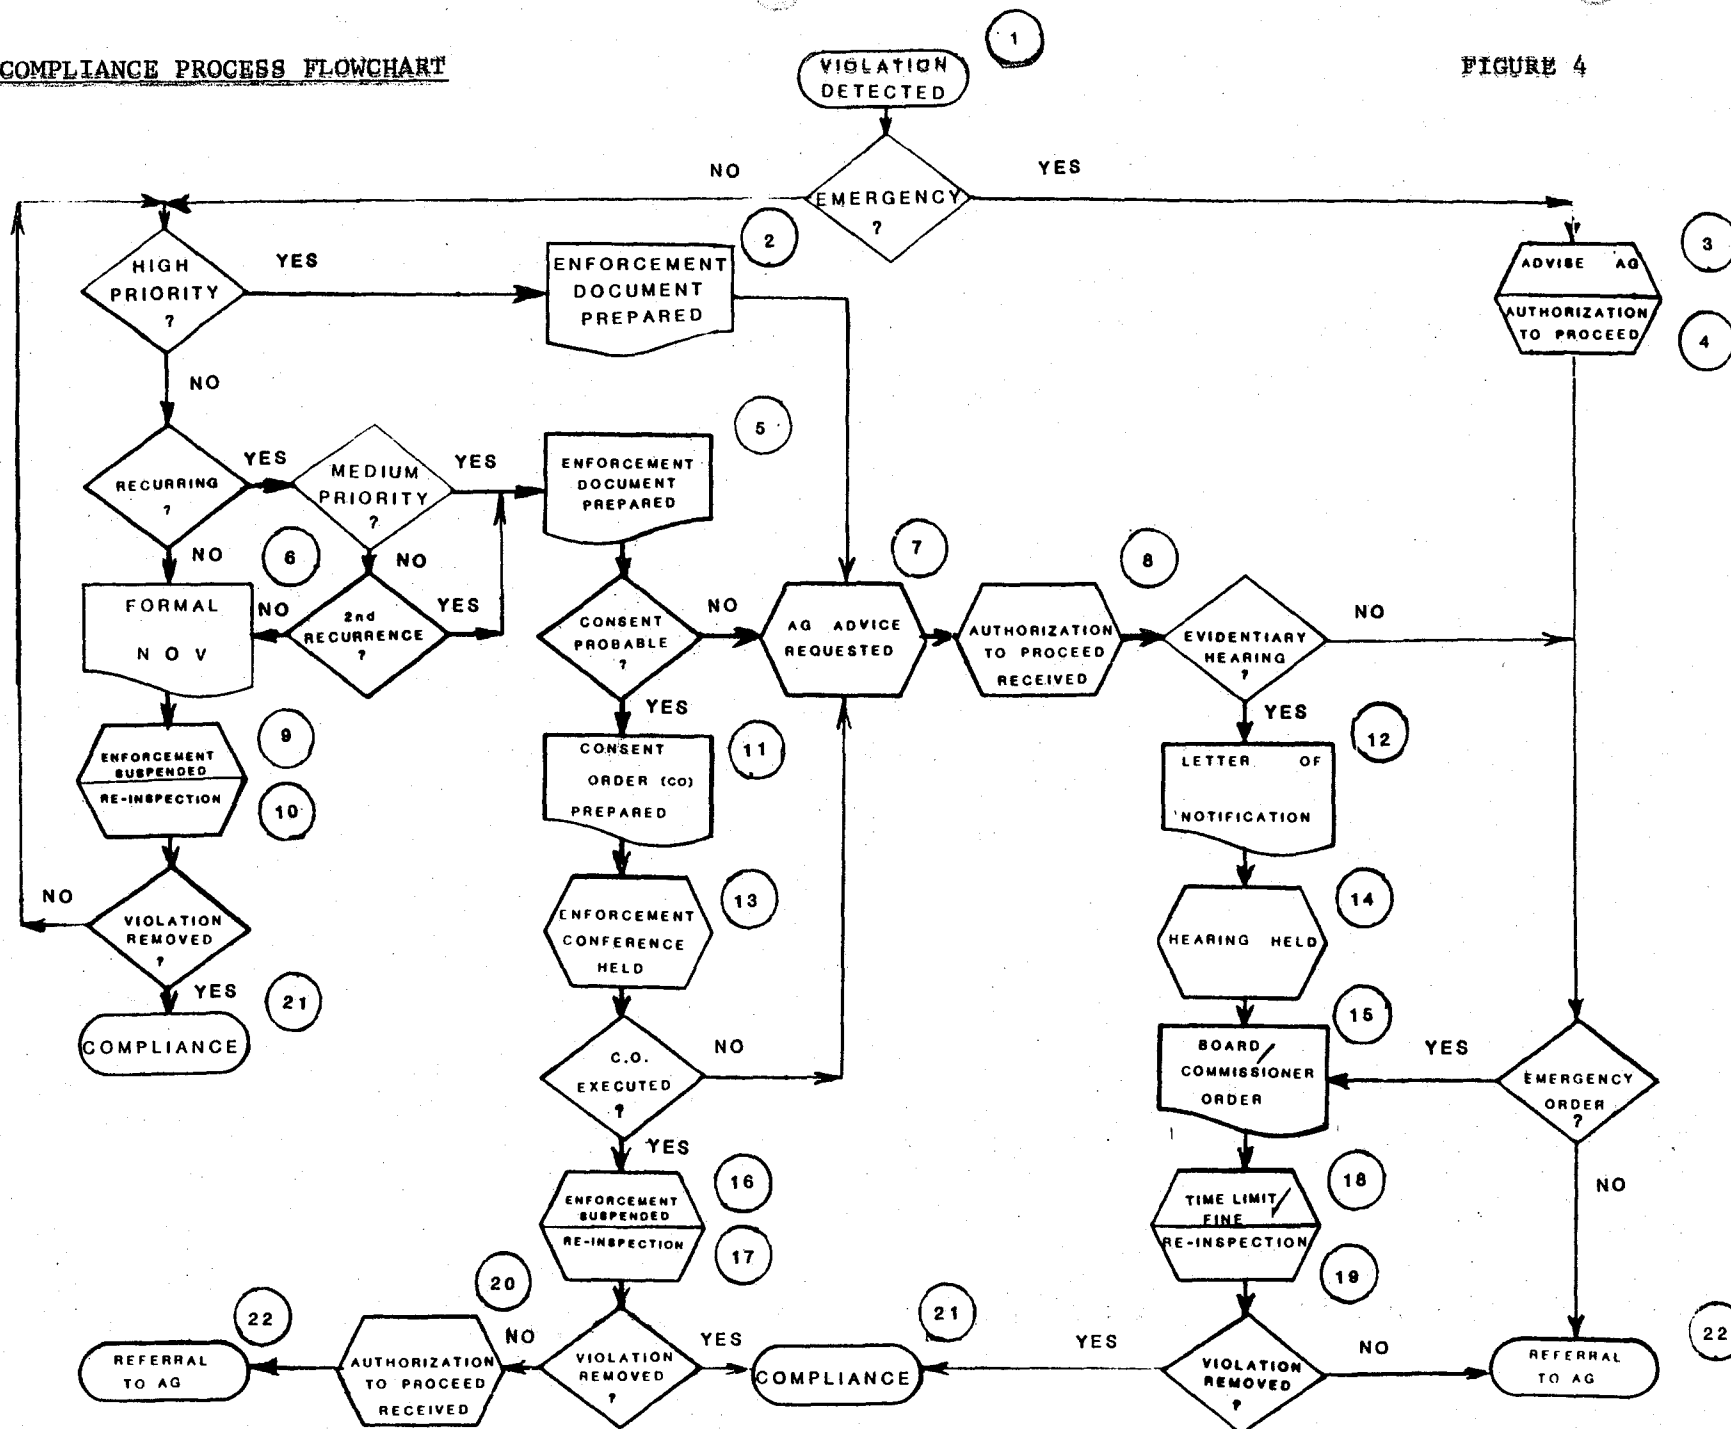 COMPLIANCE PROCESS FLOWCHART
FIGURE 4
1
VIOLATION
DETECTED
NO
YES
EMERGENCY
?
2
3
HIGH
PRIORITY
?
YES
ENFORCEMENT
DOCUMENT
PREPARED
ADVISE AG
AUTHORIZATION
TO PROCEED
4
NO
5
RECURRING
?
YES
MEDIUM
PRIORITY
?
YES
ENFORCEMENT
DOCUMENT
PREPARED
NO
6
NO
7
8
FORMAL
N O V
NO
2nd
RECURRENCE
?
YES
CONSENT
PROBABLE
?
NO
AG ADVICE
REQUESTED
AUTHORIZATION
TO PROCEED
RECEIVED
EVIDENTIARY
HEARING
?
NO
YES
YES
9
ENFORCEMENT
SUSPENDED
RE-INSPECTION
10
CONSENT
ORDER (CO)
PREPARED
11
LETTER OF
NOTIFICATION
12
NO
VIOLATION
REMOVED
?
ENFORCEMENT
CONFERENCE
HELD
13
HEARING HELD
14
YES
21
COMPLIANCE
C.O.
EXECUTED
?
NO
BOARD/
COMMISSIONER
ORDER
15
YES
EMERGENCY
ORDER
?
YES
NO
ENFORCEMENT
SUSPENDED
RE-INSPECTION
16
17
TIME LIMIT/
FINE
RE-INSPECTION
18
19
22
REFERRAL
TO AG
20
AUTHORIZATION
TO PROCEED
RECEIVED
NO
VIOLATION
REMOVED
?
YES
21
COMPLIANCE
YES
VIOLATION
REMOVED
?
NO
REFERRAL
TO AG
22